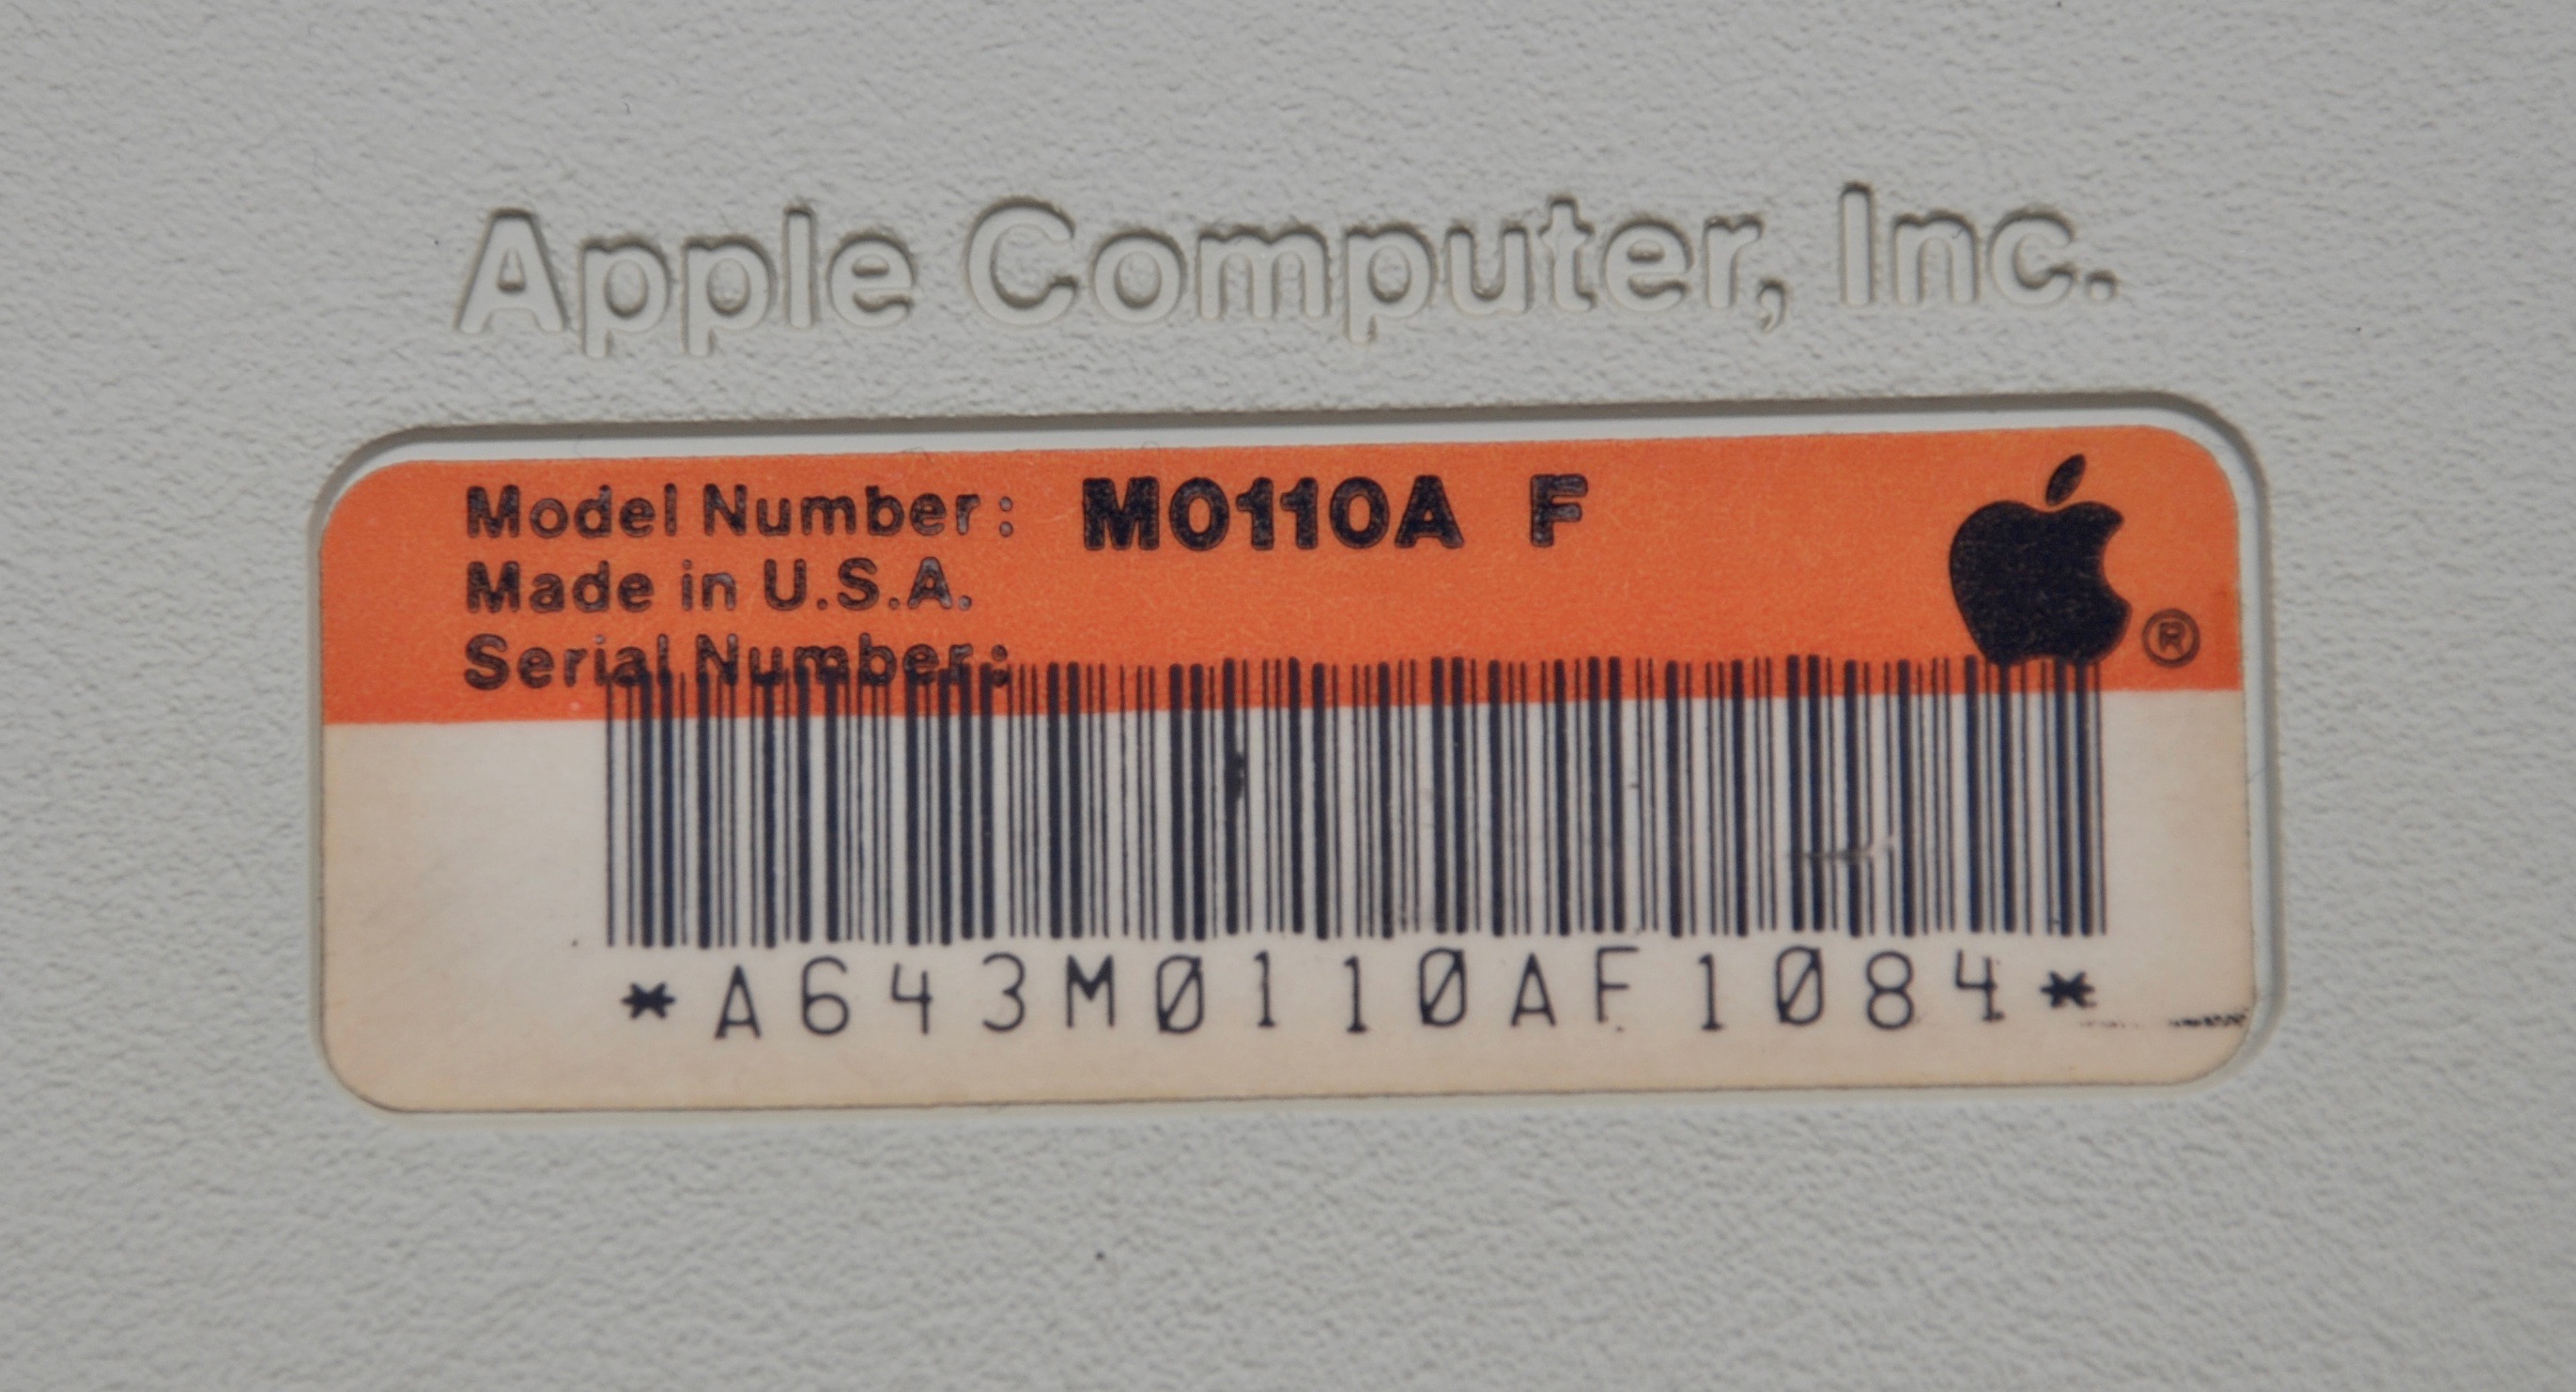 Apple Computer, Inc.
Model Number: M0110A F
Made in U.S.A.
Serial Number:
®
*A643M0110AF1084*